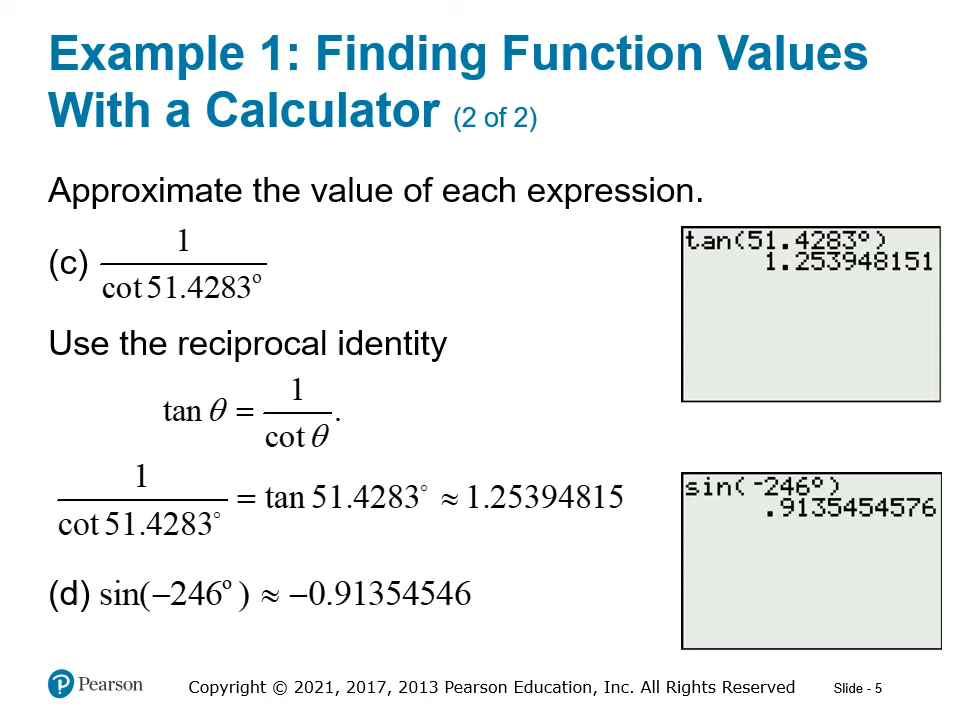 Example 1: Finding Function Values
With a Calculator (2 of 2)
Approximate the value of each expression.
(c) 1 / cot 51.4283°
tan(51.4283°)
1.253948151
Use the reciprocal identity
tan θ = 1 / cot θ.
1 / cot 51.4283° = tan 51.4283° ≈ 1.25394815
sin(-246°)
.9135454576
(d) sin(−246°) ≈ −0.91354546
Pearson
Copyright © 2021, 2017, 2013 Pearson Education, Inc. All Rights Reserved
Slide - 5